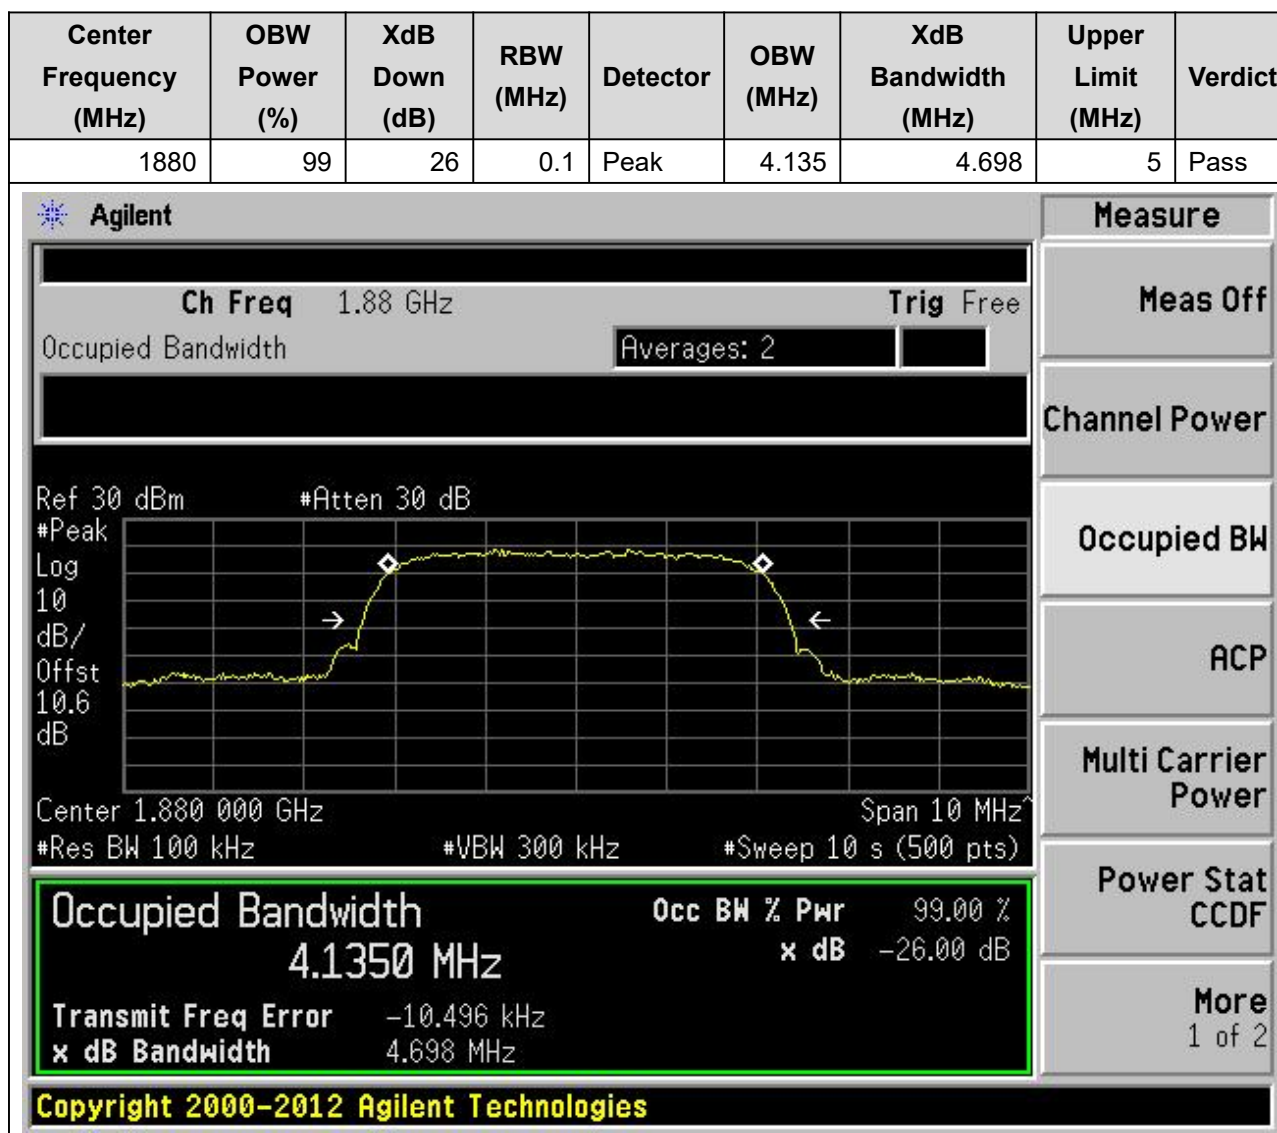 Center Frequency (MHz) OBW Power (%) XdB Down (dB) RBW (MHz) Detector OBW (MHz) XdB Bandwidth (MHz) Upper Limit (MHz) Verdict
1880 99 26 0.1 Peak 4.135 4.698 5 Pass
Agilent
Measure
Ch Freq 1.88 GHz Trig Free
Meas Off
Occupied Bandwidth Averages: 2
Channel Power
Ref 30 dBm #Atten 30 dB
#Peak
Log
10
dB/
Offst
10.6
dB
Occupied BW
ACP
Multi Carrier
Power
Center 1.880 000 GHz Span 10 MHz^
#Res BW 100 kHz #VBW 300 kHz #Sweep 10 s (500 pts)
Power Stat
CCDF
Occupied Bandwidth Occ BW % Pwr 99.00 %
4.1350 MHz x dB -26.00 dB
Transmit Freq Error -10.496 kHz
x dB Bandwidth 4.698 MHz
More
1 of 2
Copyright 2000-2012 Agilent Technologies